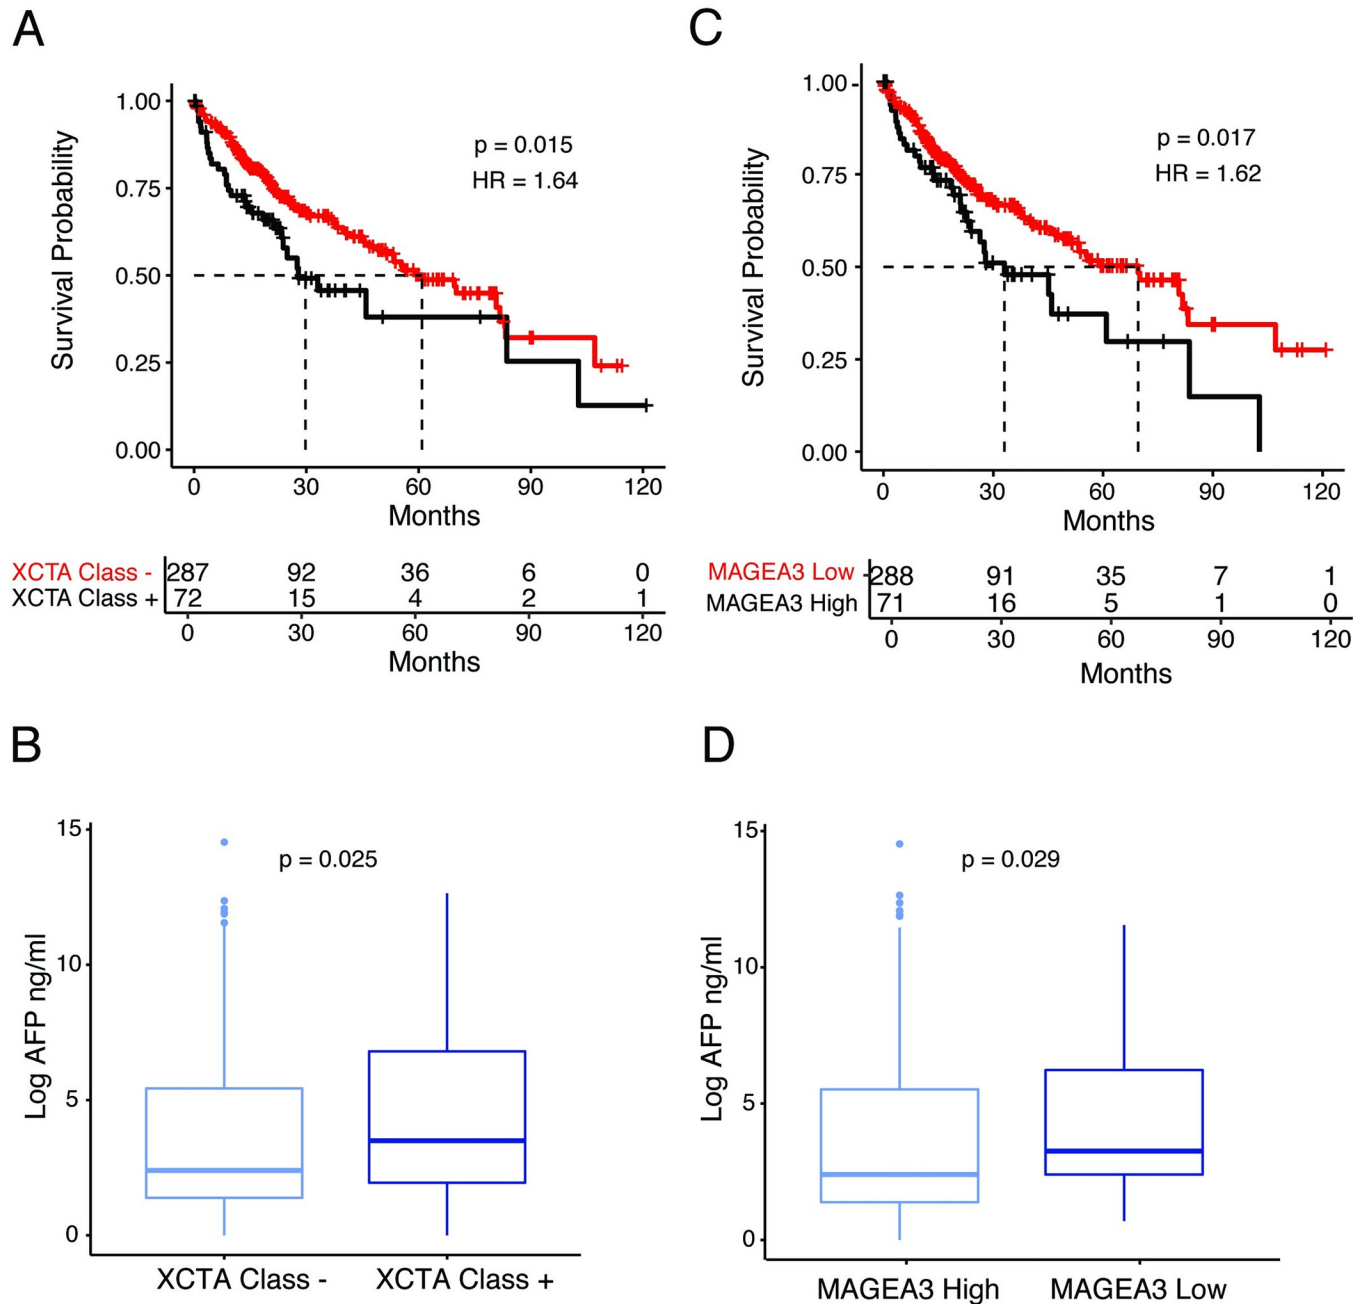 A
Survival Probability
1.00
0.75
0.50
0.25
0.00
p = 0.015
HR = 1.64
0 30 60 90 120
Months
XCTA Class - 287 92 36 6 0
XCTA Class + 72 15 4 2 1
0 30 60 90 120
Months
C
Survival Probability
1.00
0.75
0.50
0.25
0.00
p = 0.017
HR = 1.62
0 30 60 90 120
Months
MAGEA3 Low 288 91 35 7 1
MAGEA3 High 71 16 5 1 0
0 30 60 90 120
Months
B
Log AFP ng/ml
15
10
5
0
p = 0.025
XCTA Class - XCTA Class +
D
Log AFP ng/ml
15
10
5
0
p = 0.029
MAGEA3 High MAGEA3 Low